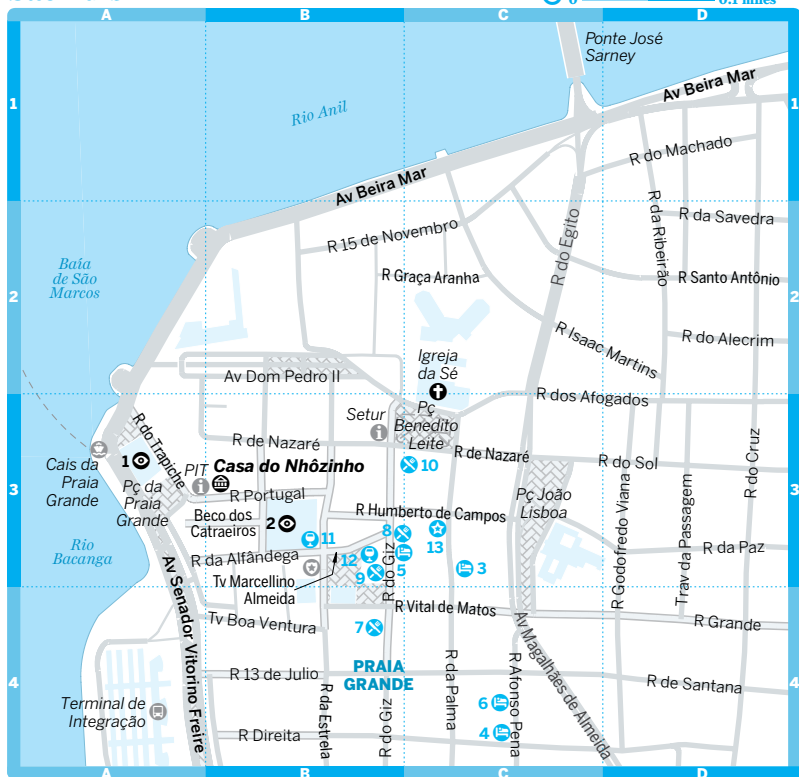 0 0.1 miles
A B C D
Ponte José
Sarney
1 Av Beira Mar 1
Rio Anil
R do Machado
Av Beira Mar
R da Ribeirão
R da Savedra
R 15 de Novembro
R do Egito
Baía
de São
Marcos
R Graça Aranha
R Santo Antônio
2 2
R Isaac Martins
R do Alecrim
Igreja
da Sé
Av Dom Pedro II
R dos Afogados
Setur
Pç
Benedito
Leite
R do Trapiche
R de Nazaré
R de Nazaré
R do Sol
R do Cruz
Cais da
Praia
Grande
1
PIT
Casa do Nhôzinho
10
3 3
Pç da
Praia
Grande
R Portugal
Pç João
Lisboa
R Godofredo Viana
Trav da Passagem
Beco dos
Catraeiros
2
R Humberto de Campos
11
8
13
Rio
Bacanga
R da Alfândega
12
R do Giz
5
3
R da Paz
9
Tv Marcellino
Almeida
R Vital de Matos
Tv Boa Ventura
7
R Grande
Av Senador Vitorino Freire
PRAIA
GRANDE
Av Magalhães de Almeida
R 13 de Julio
R da Estrela
R do Giz
R da Palma
R Afonso Pena
R de Santana
4 4
Terminal de
Integração
6
R Direita
4
A B C D